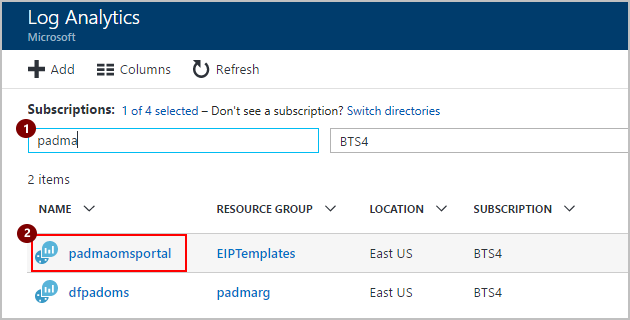 Log Analytics
Microsoft
Add Columns Refresh
Subscriptions: 1 of 4 selected – Don't see a subscription? Switch directories
1
padma BTS4
2 items
NAME RESOURCE GROUP LOCATION SUBSCRIPTION
2
padmaomsportal EIPTemplates East US BTS4
dfpadoms padmarg East US BTS4